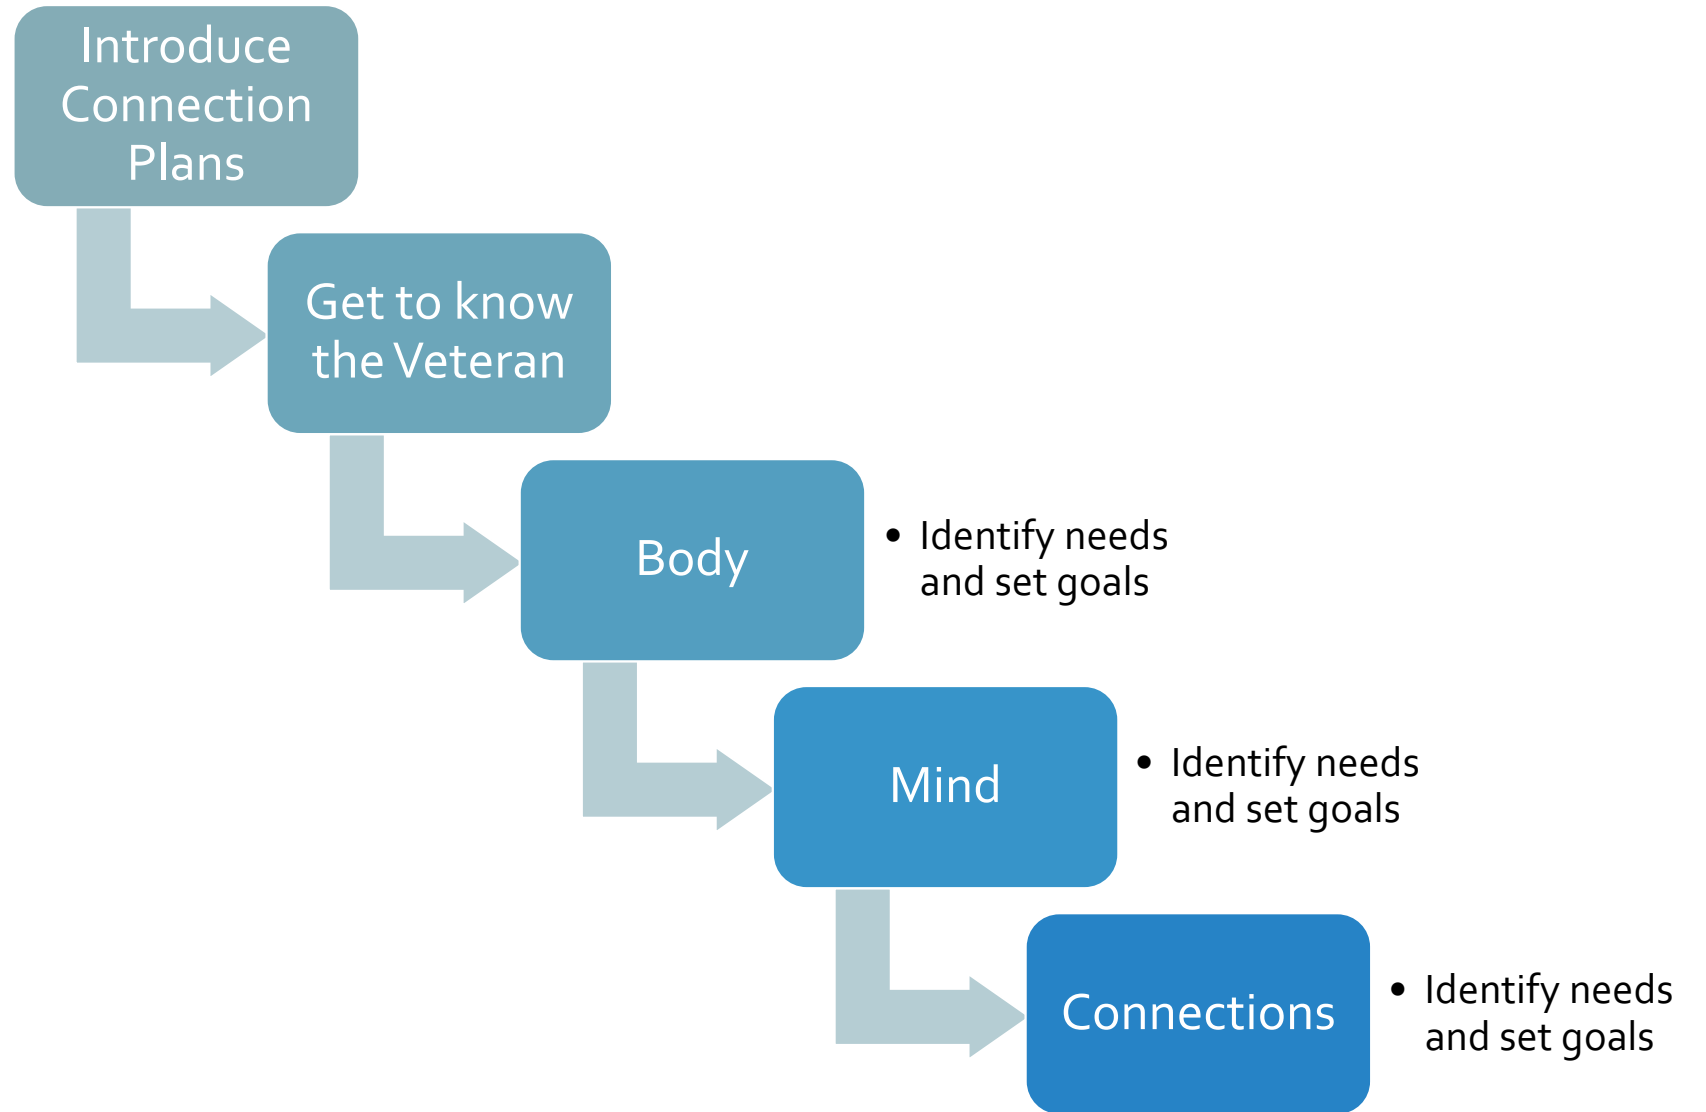 Introduce
Connection
Plans
Get to know
the Veteran
Body
• Identify needs
and set goals
Mind
• Identify needs
and set goals
Connections
• Identify needs
and set goals